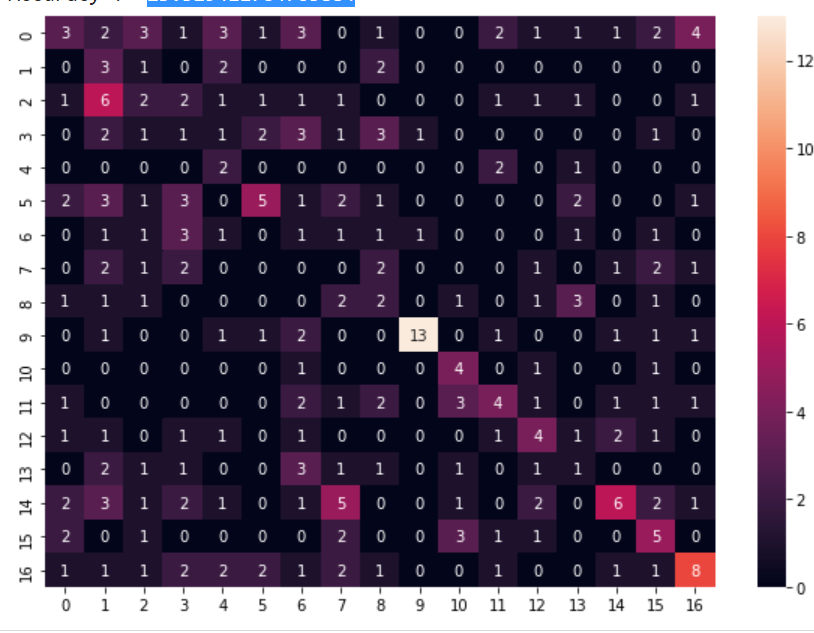 0 3 2 3 1 3 1 3 0 1 0 0 2 1 1 1 2 4
1 0 3 1 0 2 0 0 0 2 0 0 0 0 0 0 0 0
2 1 6 2 2 1 1 1 1 0 0 0 1 1 1 0 0 1
3 0 2 1 1 1 2 3 1 3 1 0 0 0 0 0 1 0
4 0 0 0 0 2 0 0 0 0 0 0 2 0 1 0 0 0
5 2 3 1 3 0 5 1 2 1 0 0 0 0 2 0 0 1
6 0 1 1 3 1 0 1 1 1 1 0 0 0 1 0 1 0
7 0 2 1 2 0 0 0 0 2 0 0 0 1 0 1 2 1
8 1 1 1 0 0 0 0 2 2 0 1 0 1 3 0 1 0
9 0 1 0 0 1 1 2 0 0 13 0 1 0 0 1 1 1
10 0 0 0 0 0 0 1 0 0 0 4 0 1 0 0 1 0
11 1 0 0 0 0 0 2 1 2 0 3 4 1 0 1 1 1
12 1 1 0 1 1 0 1 0 0 0 0 1 4 1 2 1 0
13 0 2 1 1 0 0 3 1 1 0 1 0 1 1 0 0 0
14 2 3 1 2 1 0 1 5 0 0 1 0 2 0 6 2 1
15 2 0 1 0 0 0 0 2 0 0 3 1 1 0 0 5 0
16 1 1 1 2 2 2 1 2 1 0 0 1 0 0 1 1 8
0 1 2 3 4 5 6 7 8 9 10 11 12 13 14 15 16
12
10
8
6
4
2
0